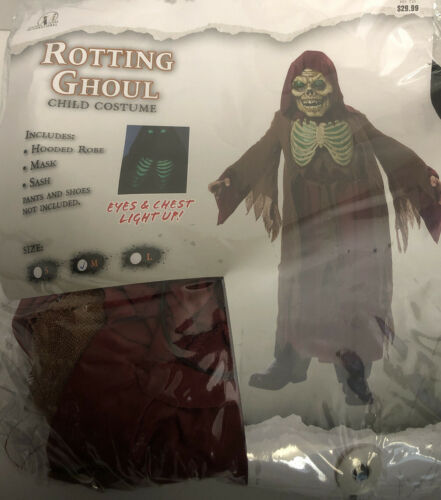 $29.99
ROTTING
GHOUL
CHILD COSTUME
INCLUDES:
• HOODED ROBE
• MASK
• SASH
PANTS AND SHOES
NOT INCLUDED.
EYES & CHEST
LIGHT UP!
SIZE:
S M L